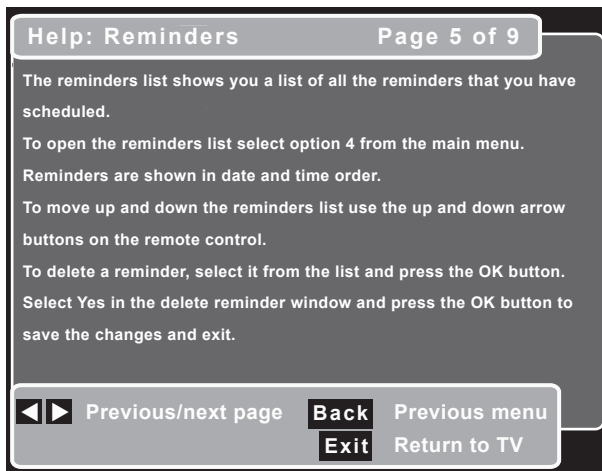 Help: Reminders Page 5 of 9
The reminders list shows you a list of all the reminders that you have
scheduled.
To open the reminders list select option 4 from the main menu.
Reminders are shown in date and time order.
To move up and down the reminders list use the up and down arrow
buttons on the remote control.
To delete a reminder, select it from the list and press the OK button.
Select Yes in the delete reminder window and press the OK button to
save the changes and exit.
Previous/next page Back Previous menu
Exit Return to TV